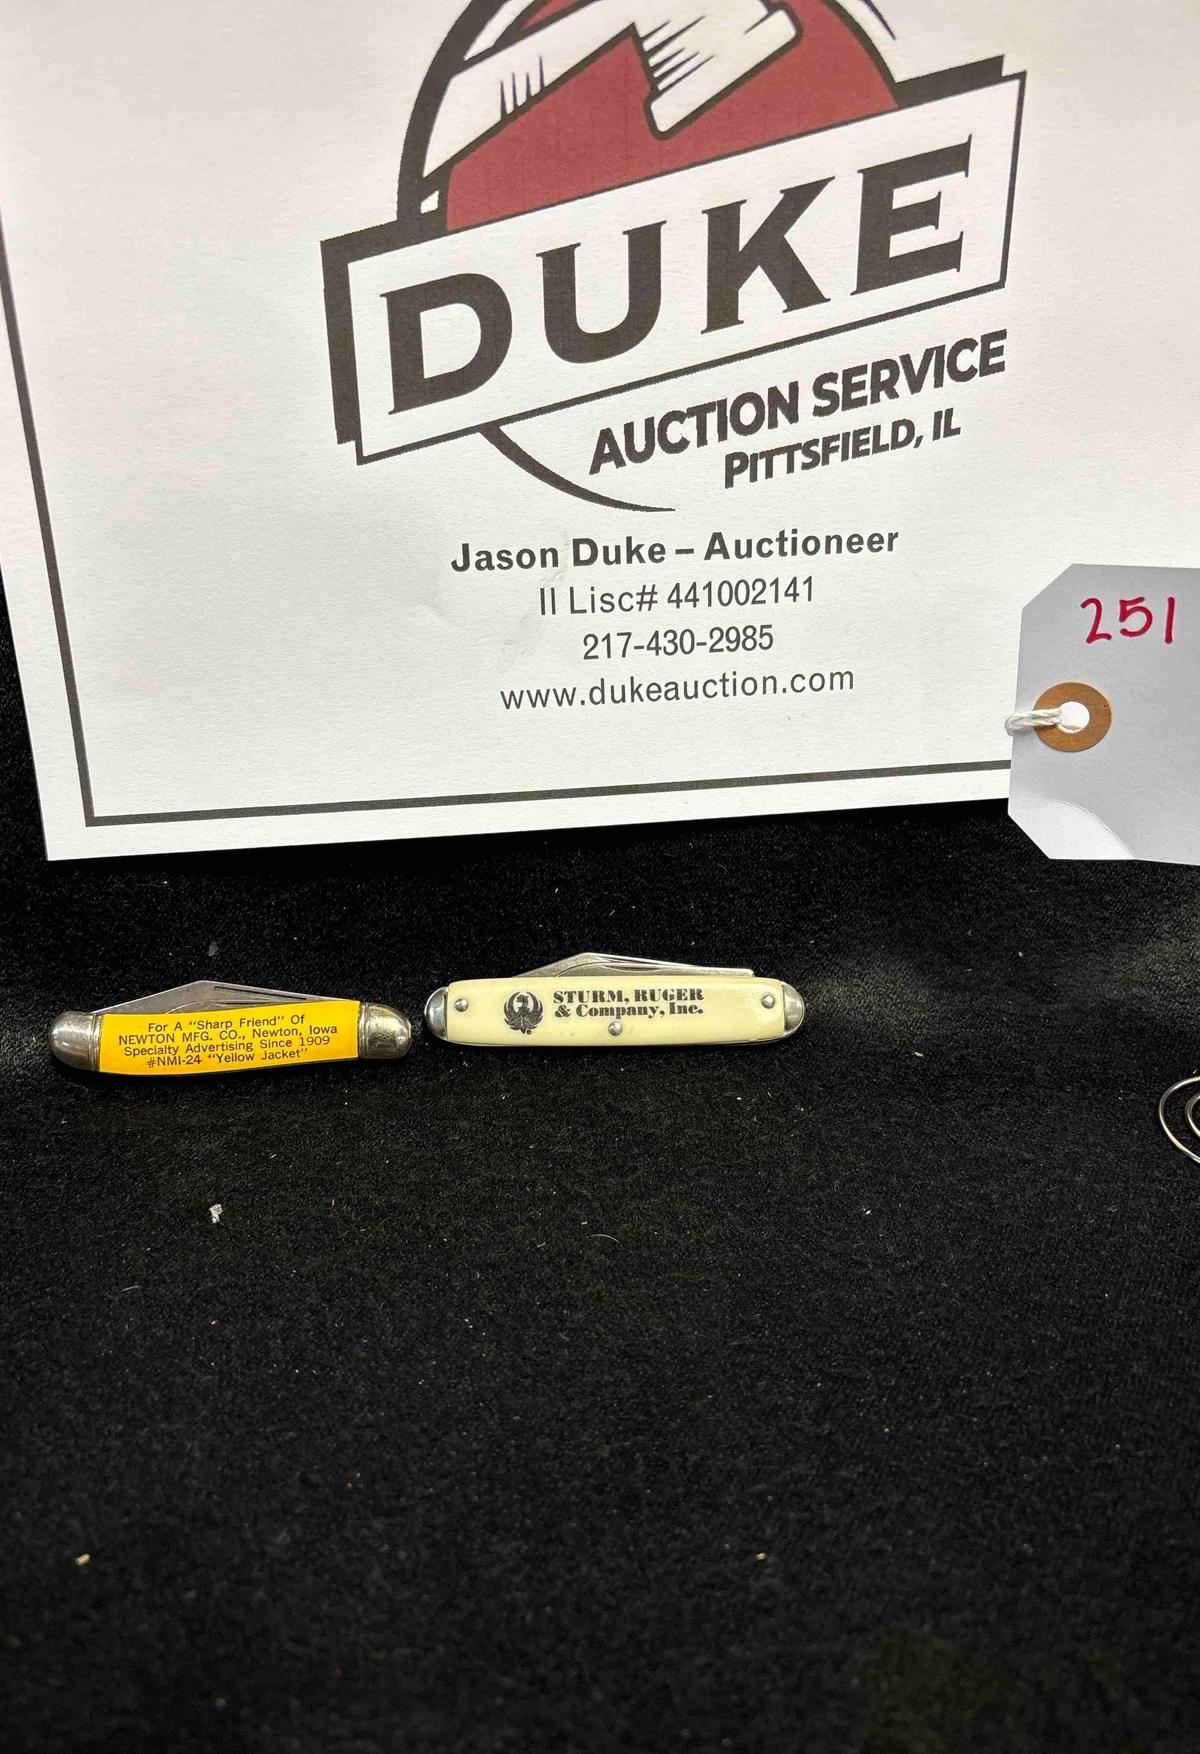 DUKE
AUCTION SERVICE
PITTSFIELD, IL
Jason Duke – Auctioneer
Il Lisc# 441002141
217-430-2985
www.dukeauction.com
251
For A "Sharp Friend" Of
NEWTON MFG. CO., Newton, Iowa
Specialty Advertising Since 1909
#NMI-24 "Yellow Jacket"
STURM, RUGER
& Company, Inc.